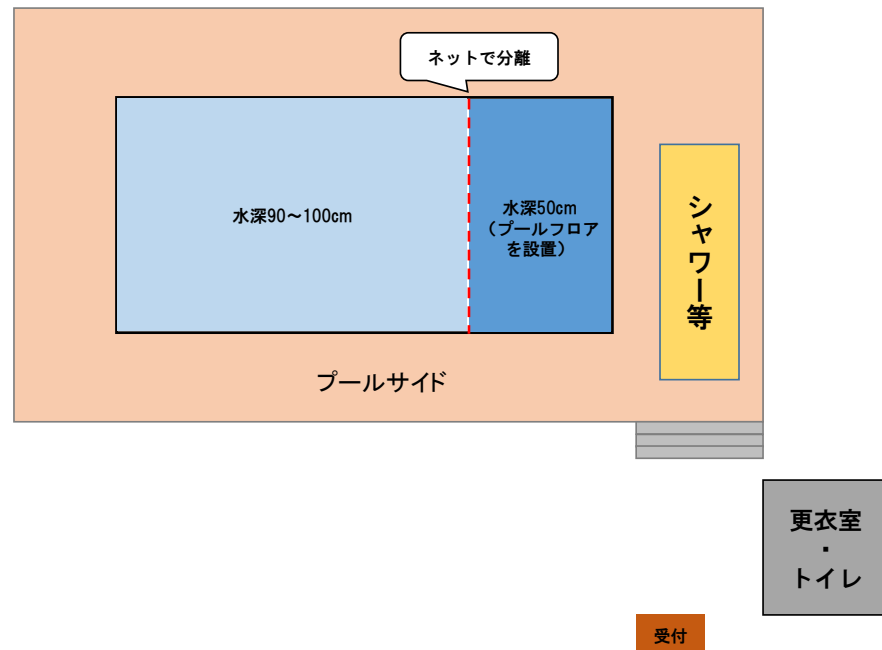 ネットで分離
水深90～100cm
水深50cm
（プールフロア
を設置）
シャワー等
プールサイド
更衣室
・
トイレ
受付